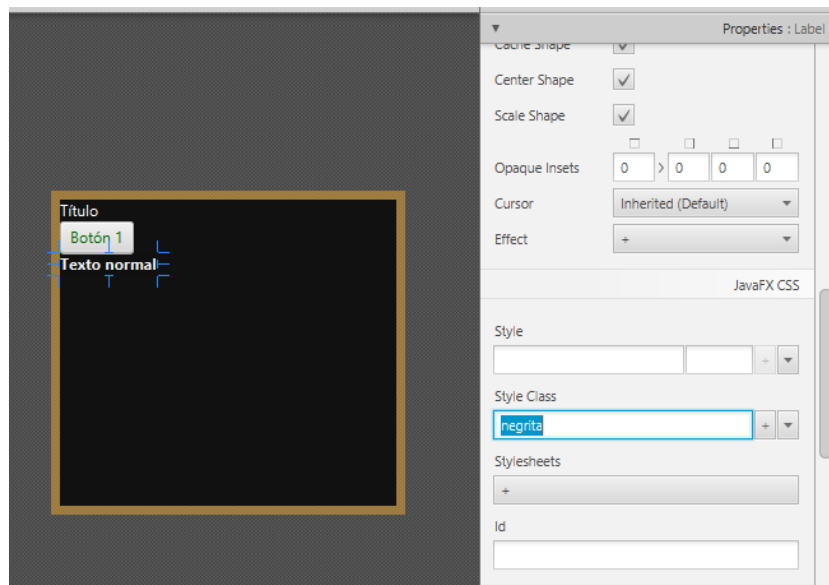 Título
Botón 1
Texto normal
Properties : Label
Cache Shape
Center Shape
Scale Shape
Opaque Insets 0 > 0 0 0
Cursor Inherited (Default)
Effect +
JavaFX CSS
Style
+
Style Class
negrita +
Stylesheets
+
Id